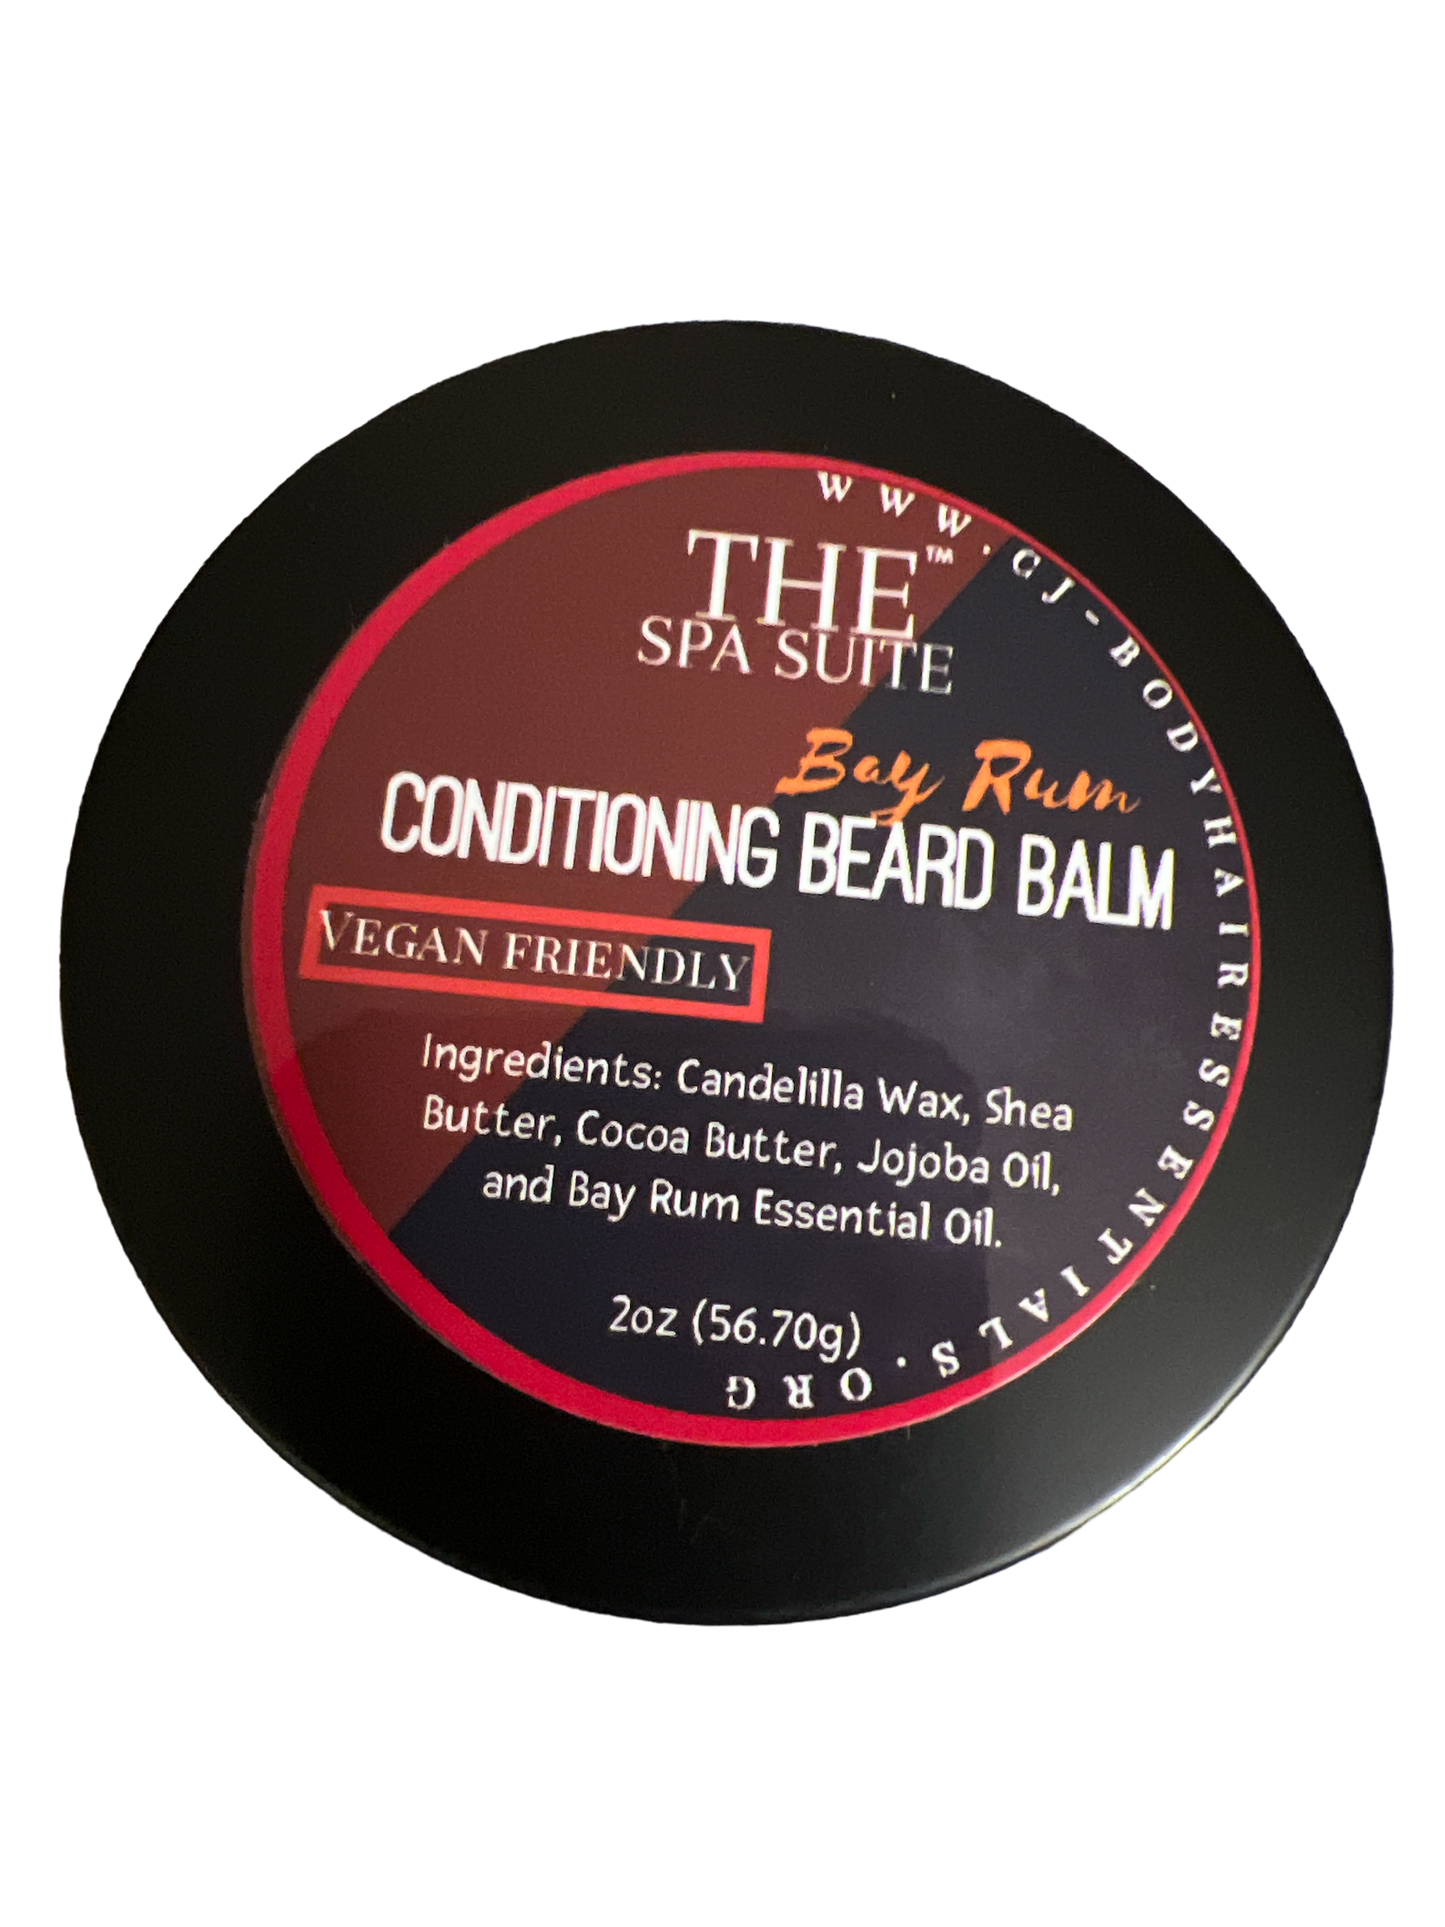 THE™
SPA SUITE
Bay Rum
CONDITIONING BEARD BALM
VEGAN FRIENDLY
Ingredients: Candelilla Wax, Shea
Butter, Cocoa Butter, Jojoba Oil,
and Bay Rum Essential Oil.
2oz (56.70g)
WWW.CJ-BODYHAIRESSENTIALS.ORG